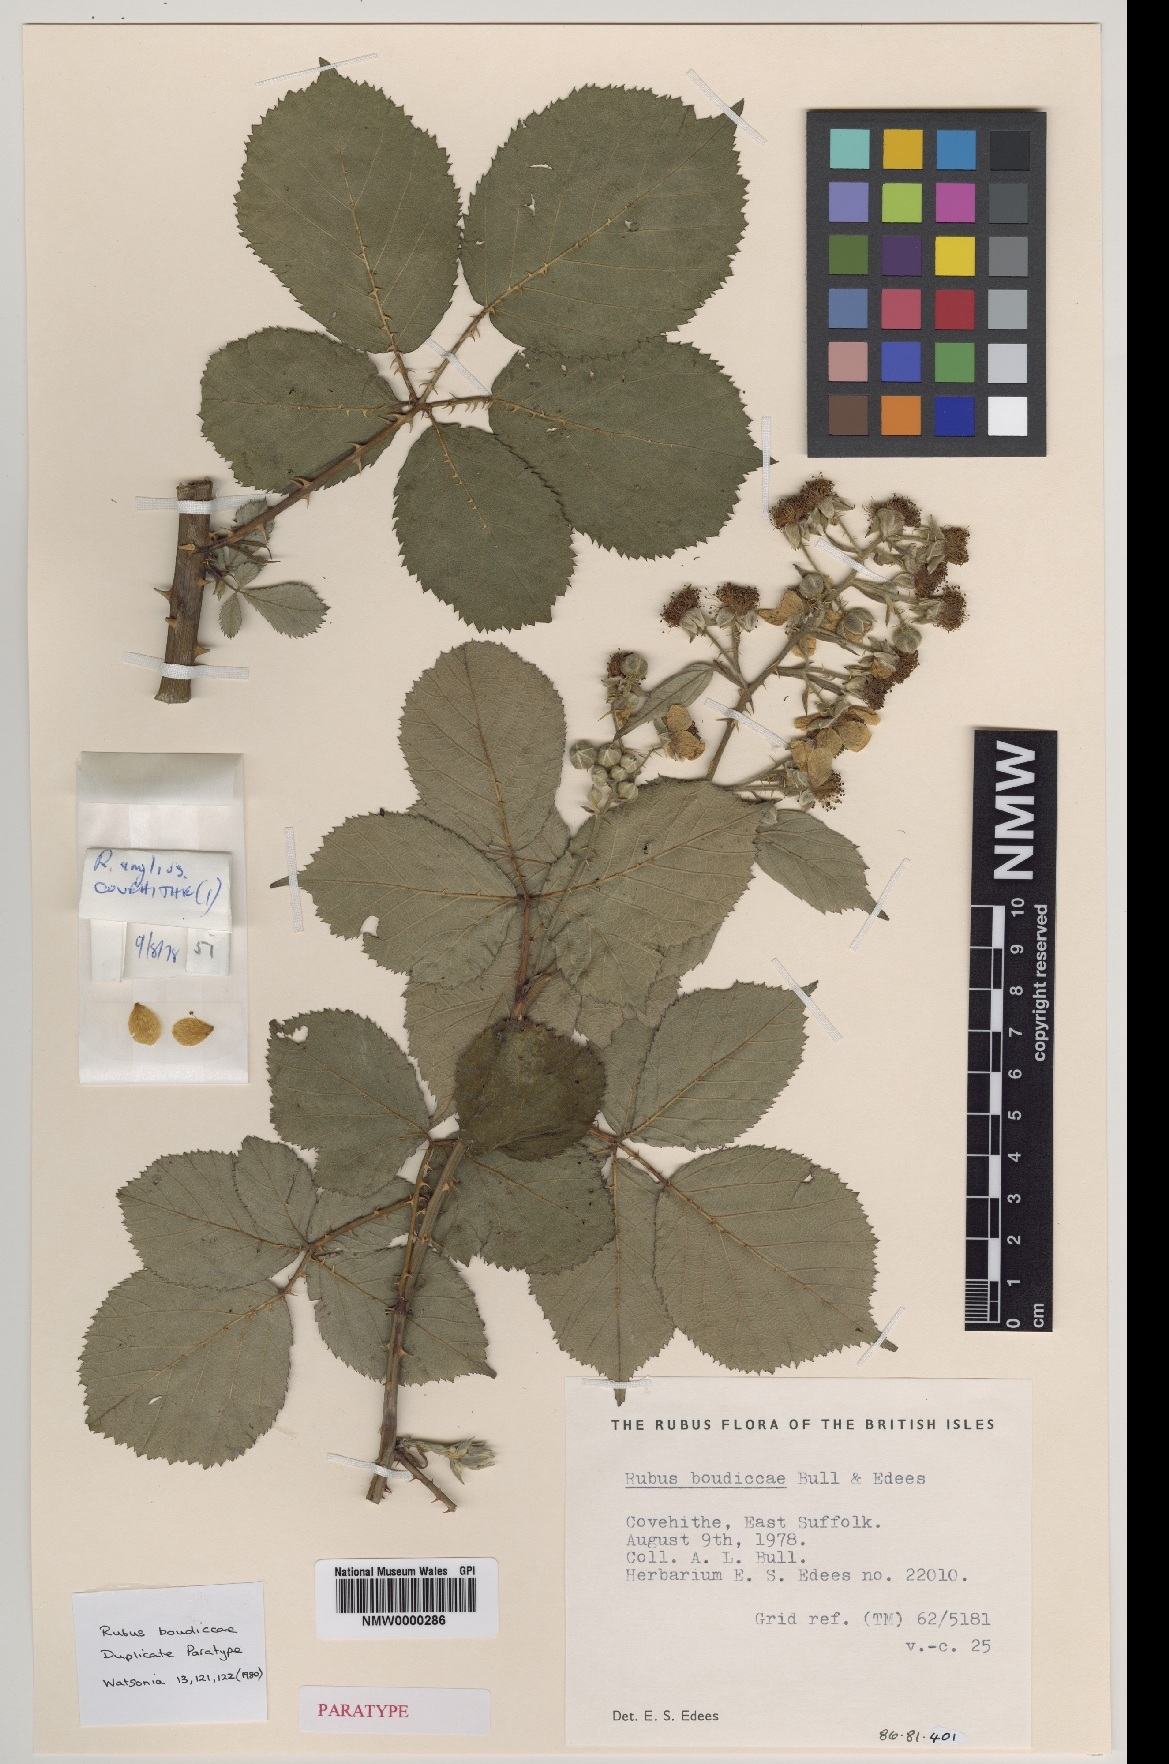 NMW
0 1 2 3 4 5 6 7 8 9 10
cm
copyright reserved
R. anglius.
COVEHITHE (1)
9/8/78
51
THE RUBUS FLORA OF THE BRITISH ISLES
Rubus boudiccae Bull & Edees
Covehithe, East Suffolk.
August 9th, 1978.
Coll. A. L. Bull.
Herbarium E. S. Edees no. 22010.
Grid ref. (TM) 62/5181
v.-c. 25
Det. E. S. Edees
86.81.401
National Museum Wales GPI
NMW0000286
Rubus boudiccae
Duplicate Paratype
Watsonia 13, 121, 122 (1980)
PARATYPE